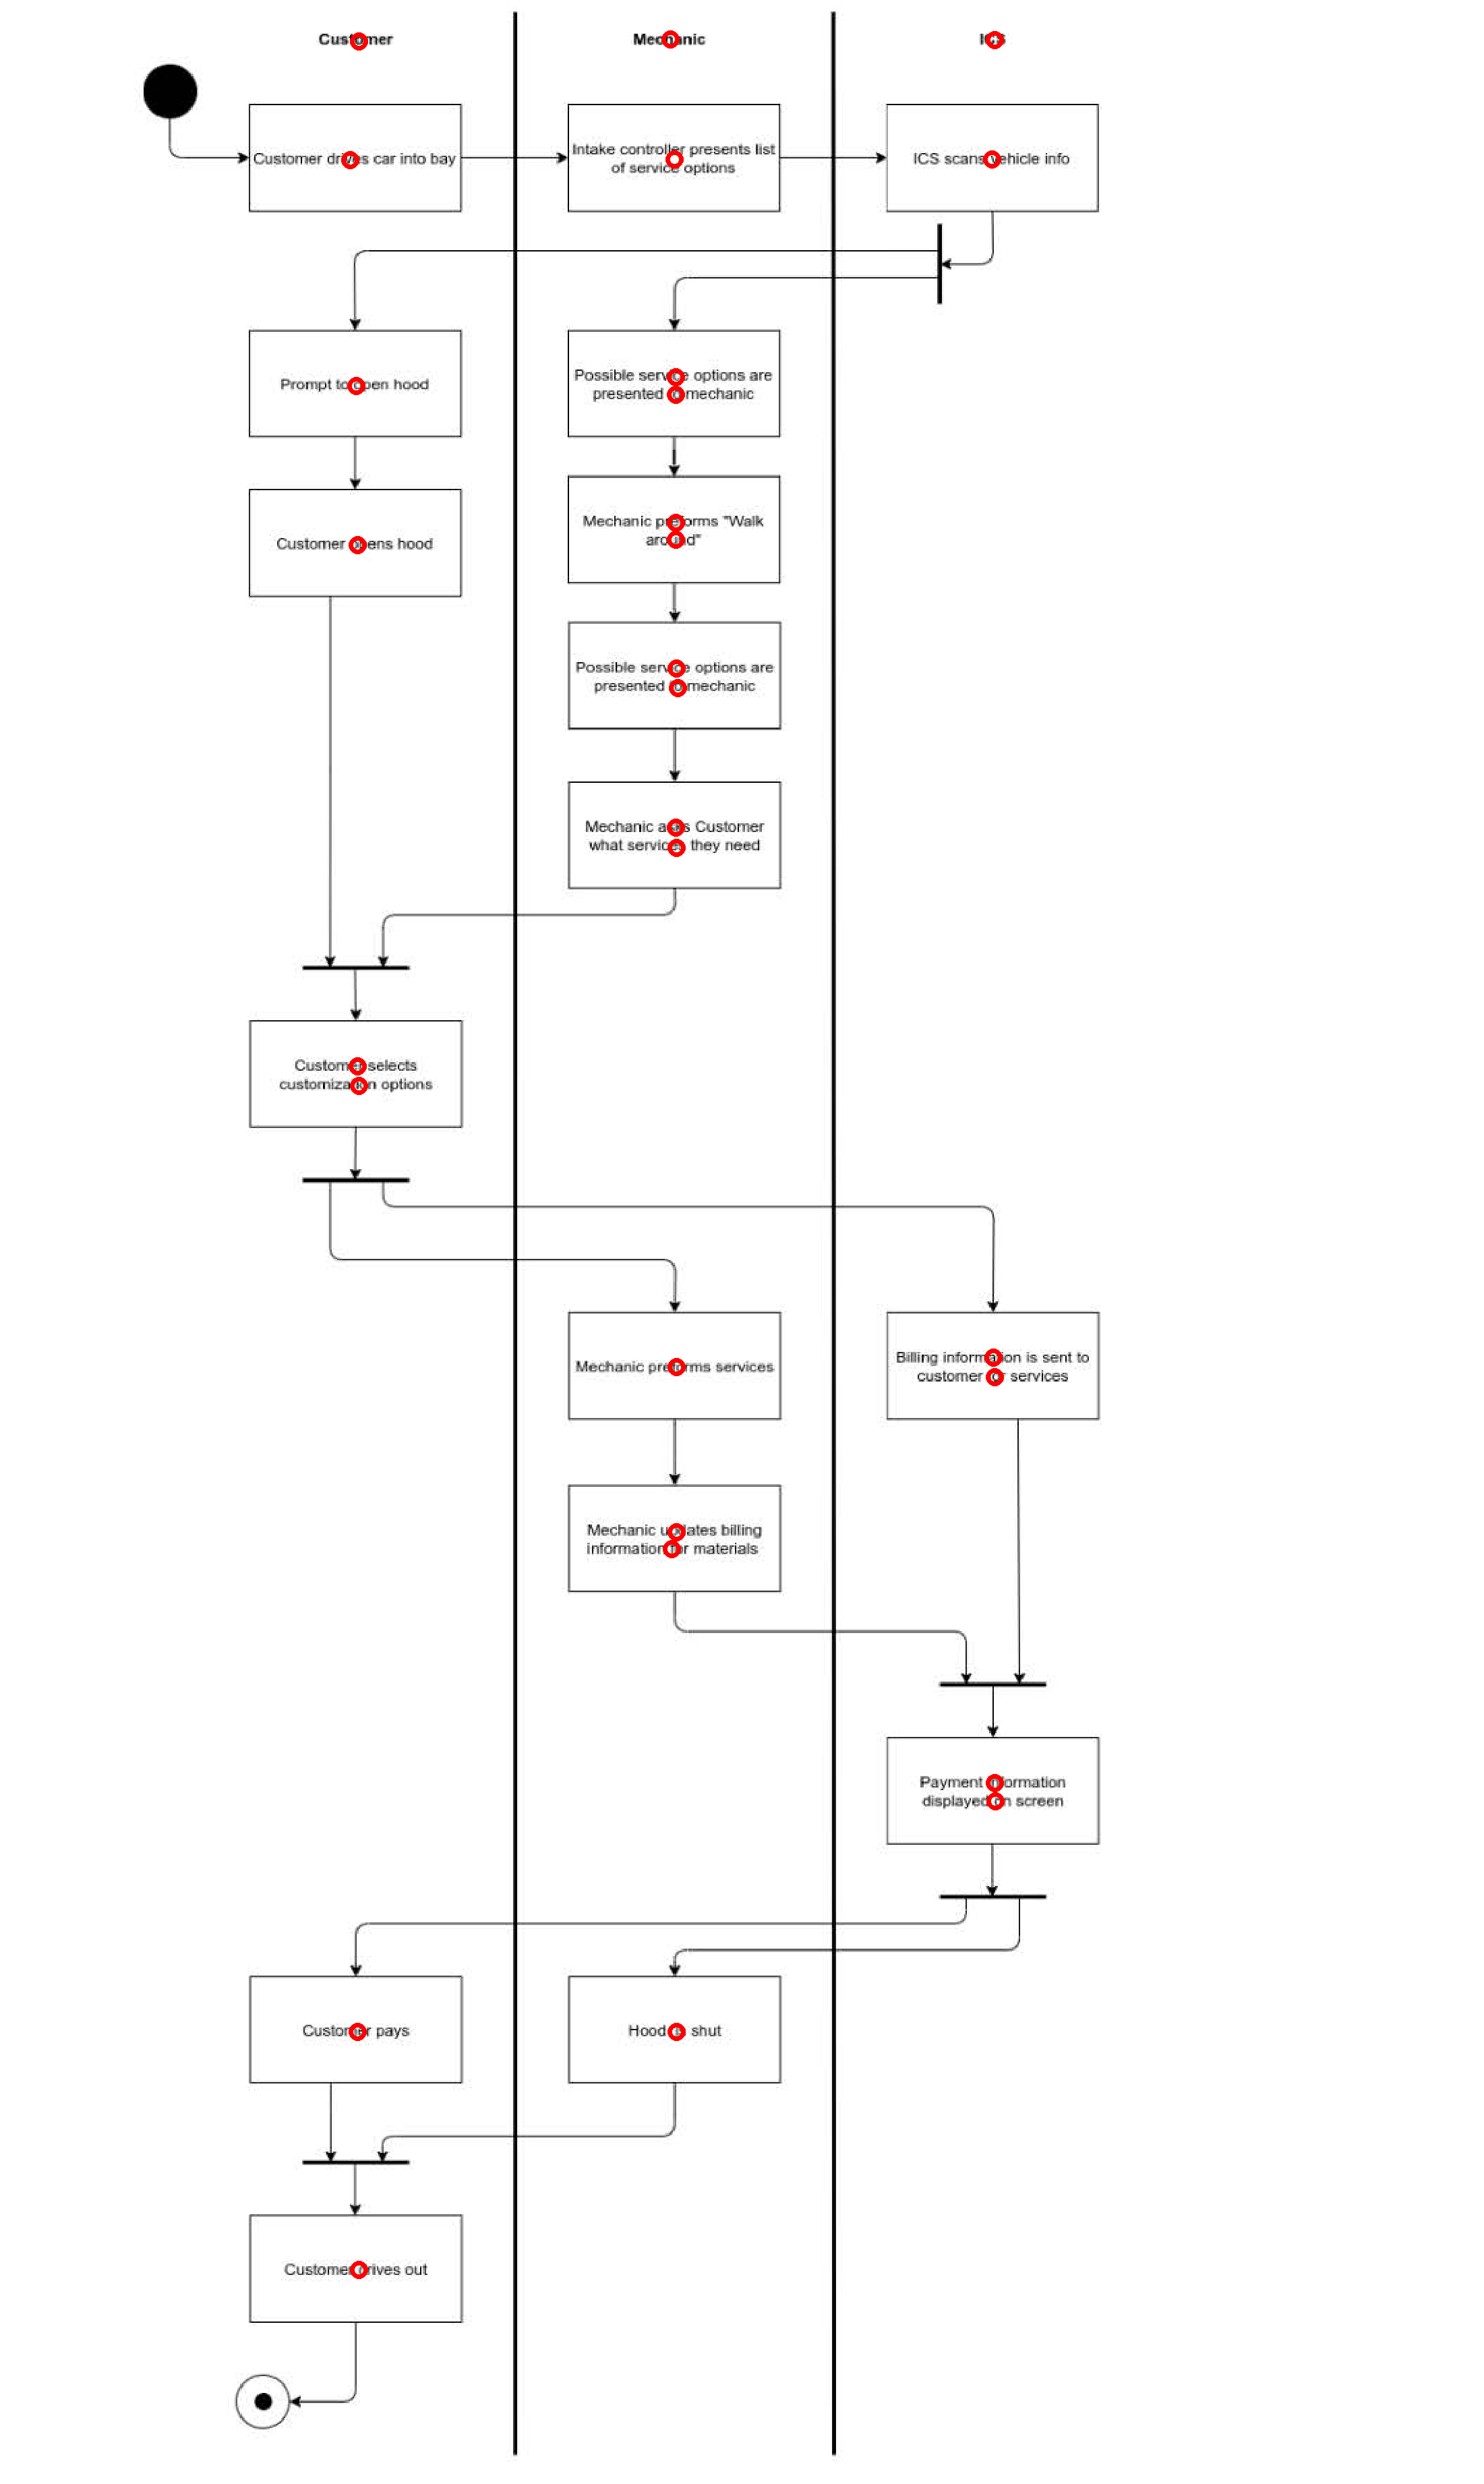 Customer
Mechanic
ICS
Customer drives car into bay
Intake controller presents list
of service options
ICS scans vehicle info
Prompt to open hood
Possible service options are
presented to mechanic
Customer opens hood
Mechanic preforms "Walk
around"
Possible service options are
presented to mechanic
Mechanic asks Customer
what services they need
Customer selects
customization options
Mechanic preforms services
Billing information is sent to
customer for services
Mechanic updates billing
information for materials
Payment information
displayed on screen
Customer pays
Hood is shut
Customer drives out